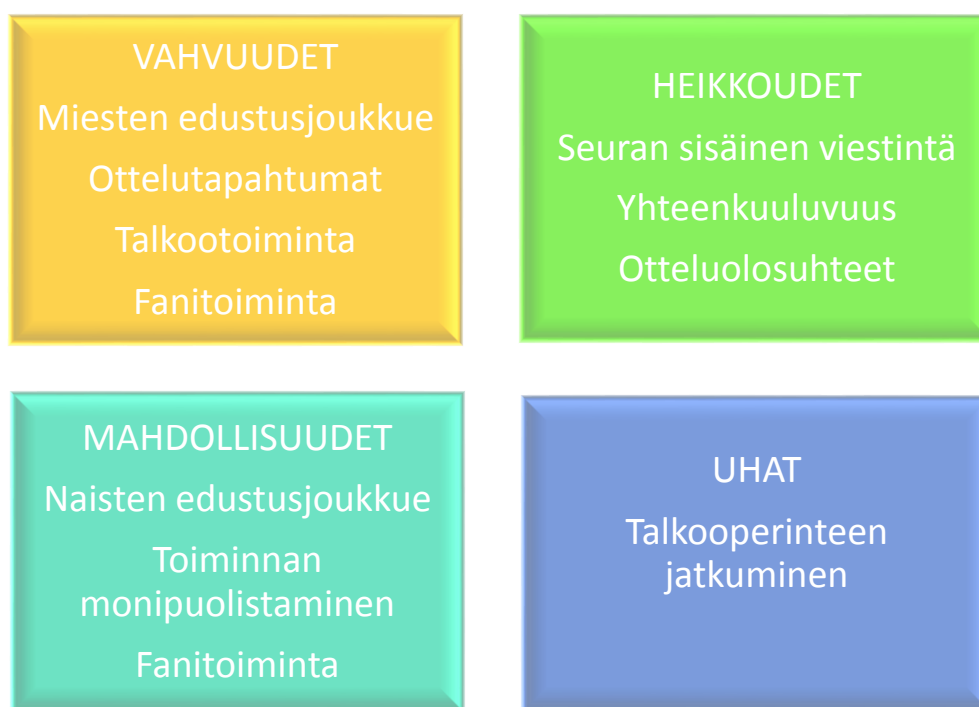 VAHVUUDET
Miesten edustusjoukkue
Ottelutapahtumat
Talkootoiminta
Fanitoiminta
HEIKKOUDET
Seuran sisäinen viestintä
Yhteenkuuluvuus
Otteluolosuhteet
MAHDOLLISUUDET
Naisten edustusjoukkue
Toiminnan
monipuolistaminen
Fanitoiminta
UHAT
Talkooperinteen
jatkuminen